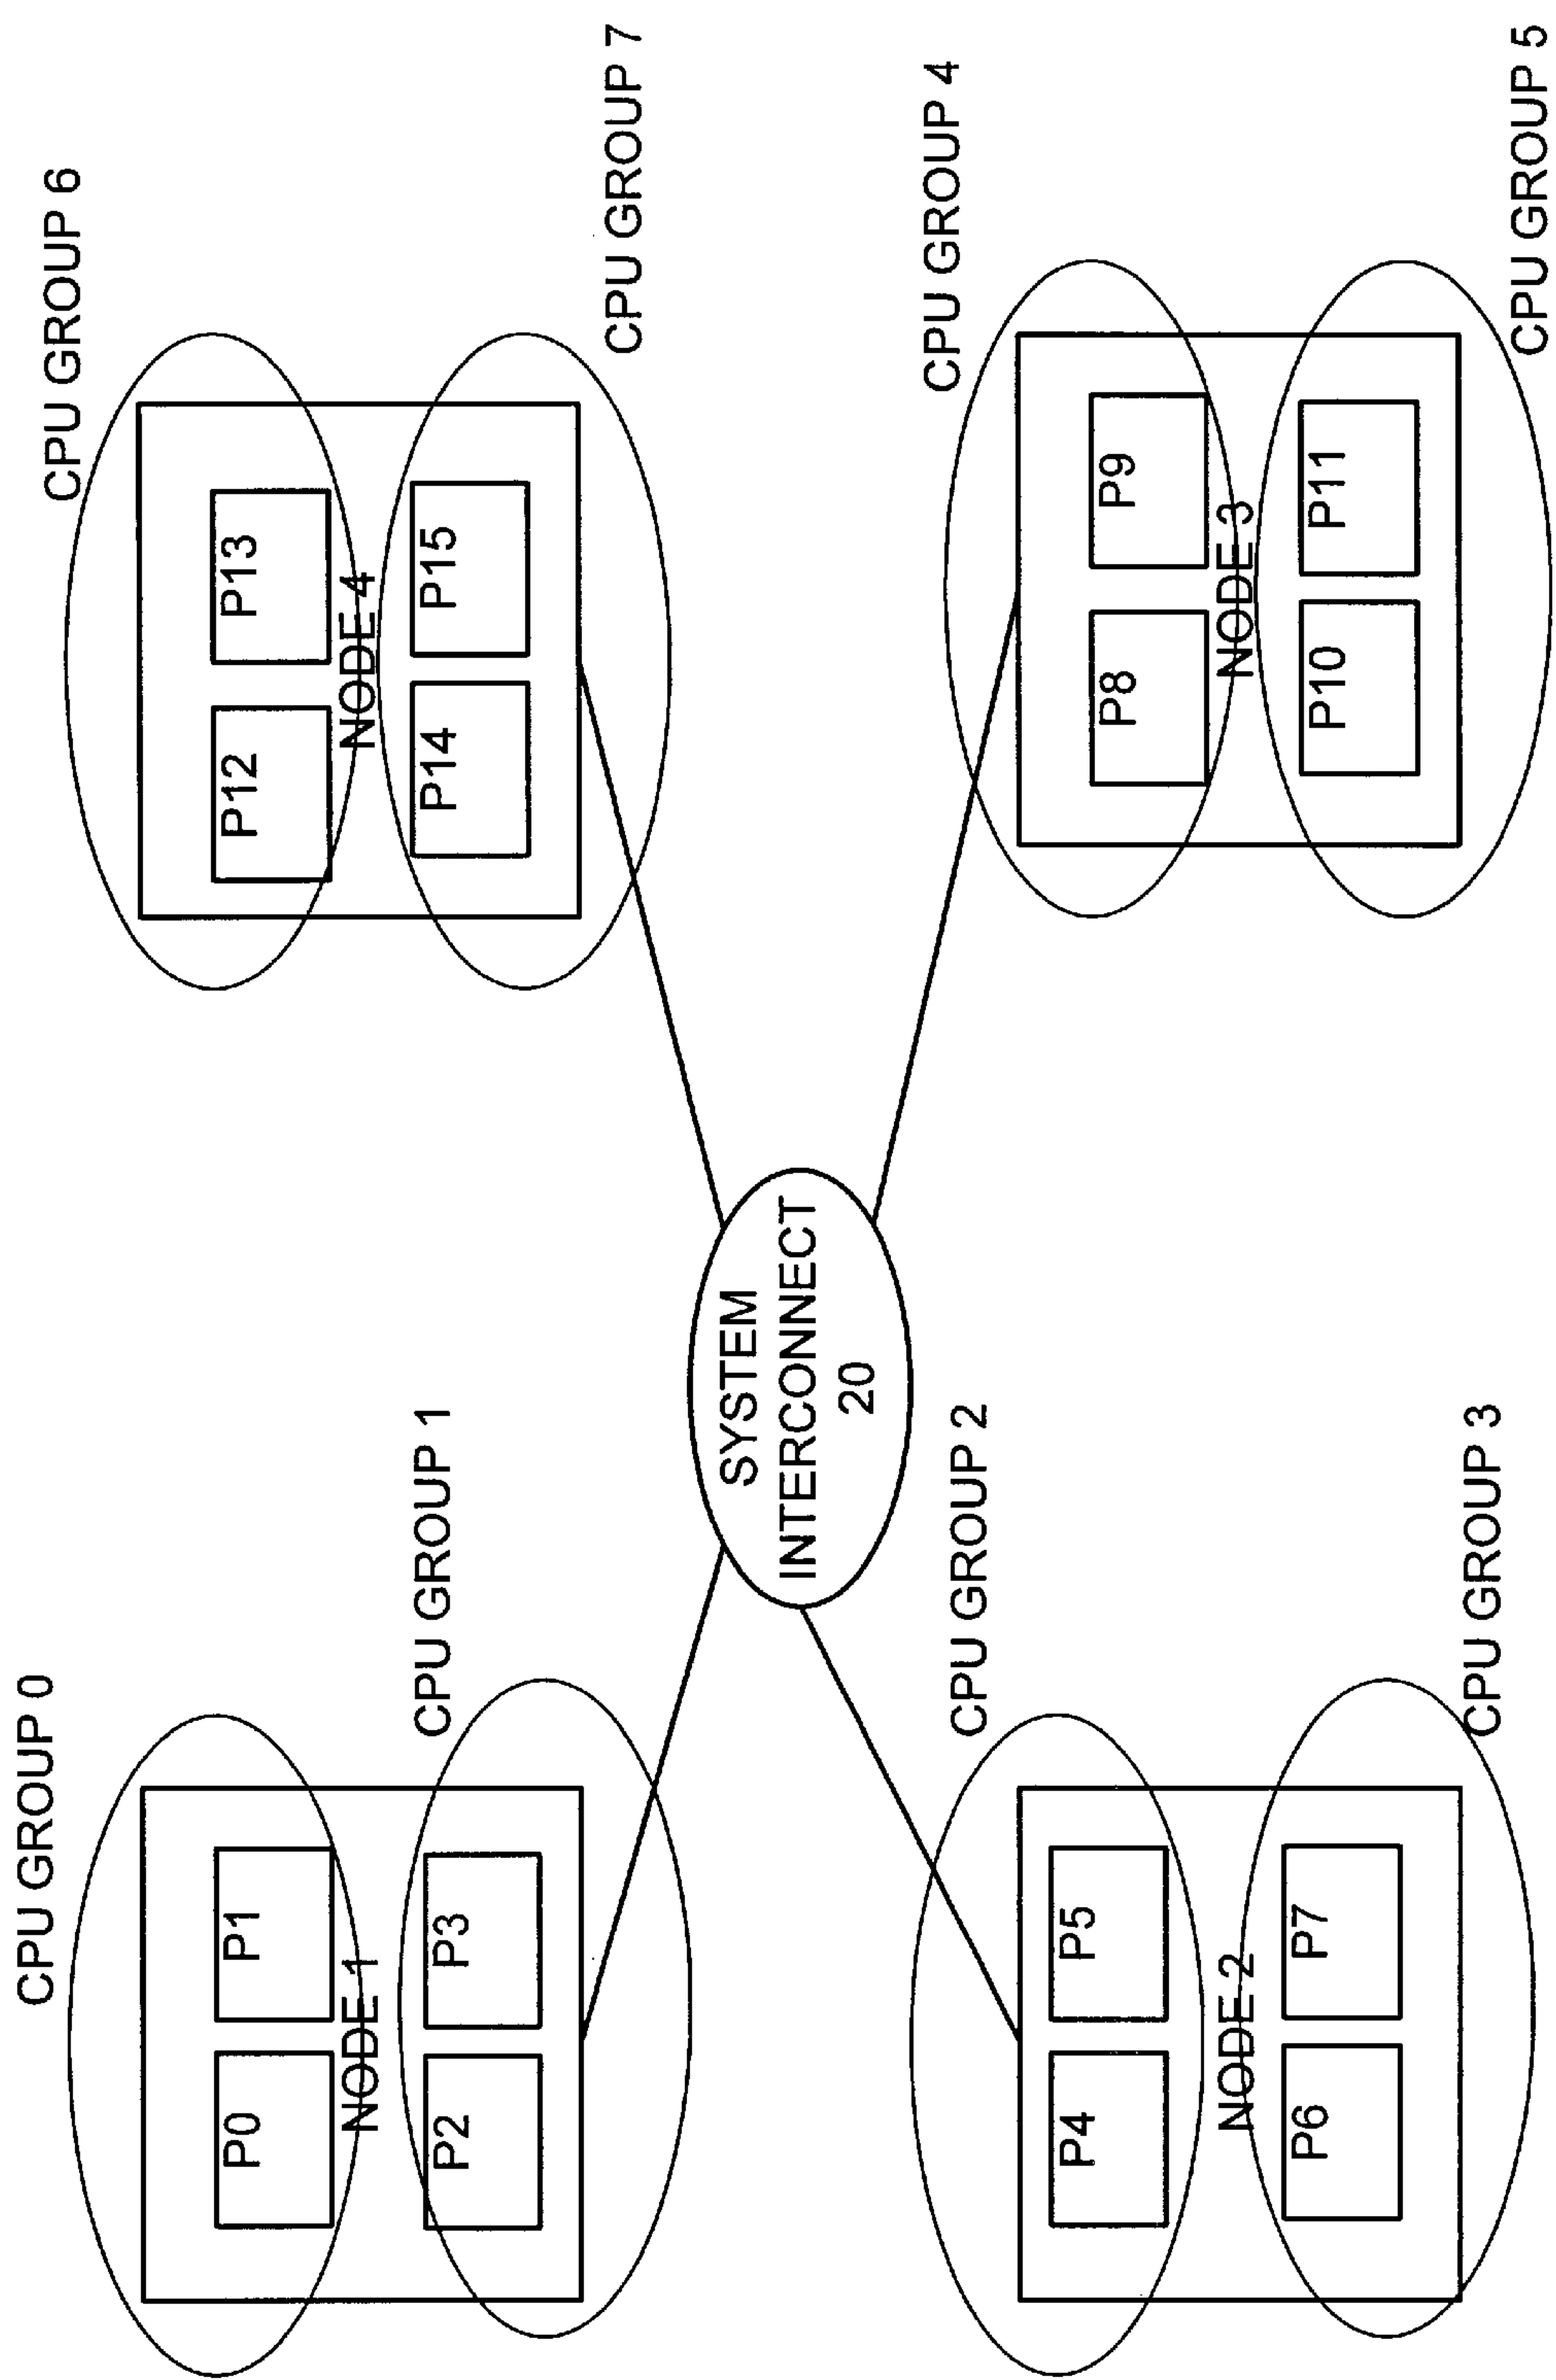 CPU GROUP 0
P0
P1
NODE 1
CPU GROUP 1
P2
P3
CPU GROUP 6
P12
P13
NODE 4
P14
P15
CPU GROUP 7
SYSTEM
INTERCONNECT
20
CPU GROUP 2
P4
P5
NODE 2
P6
P7
CPU GROUP 3
CPU GROUP 4
P8
P9
NODE 3
P10
P11
CPU GROUP 5